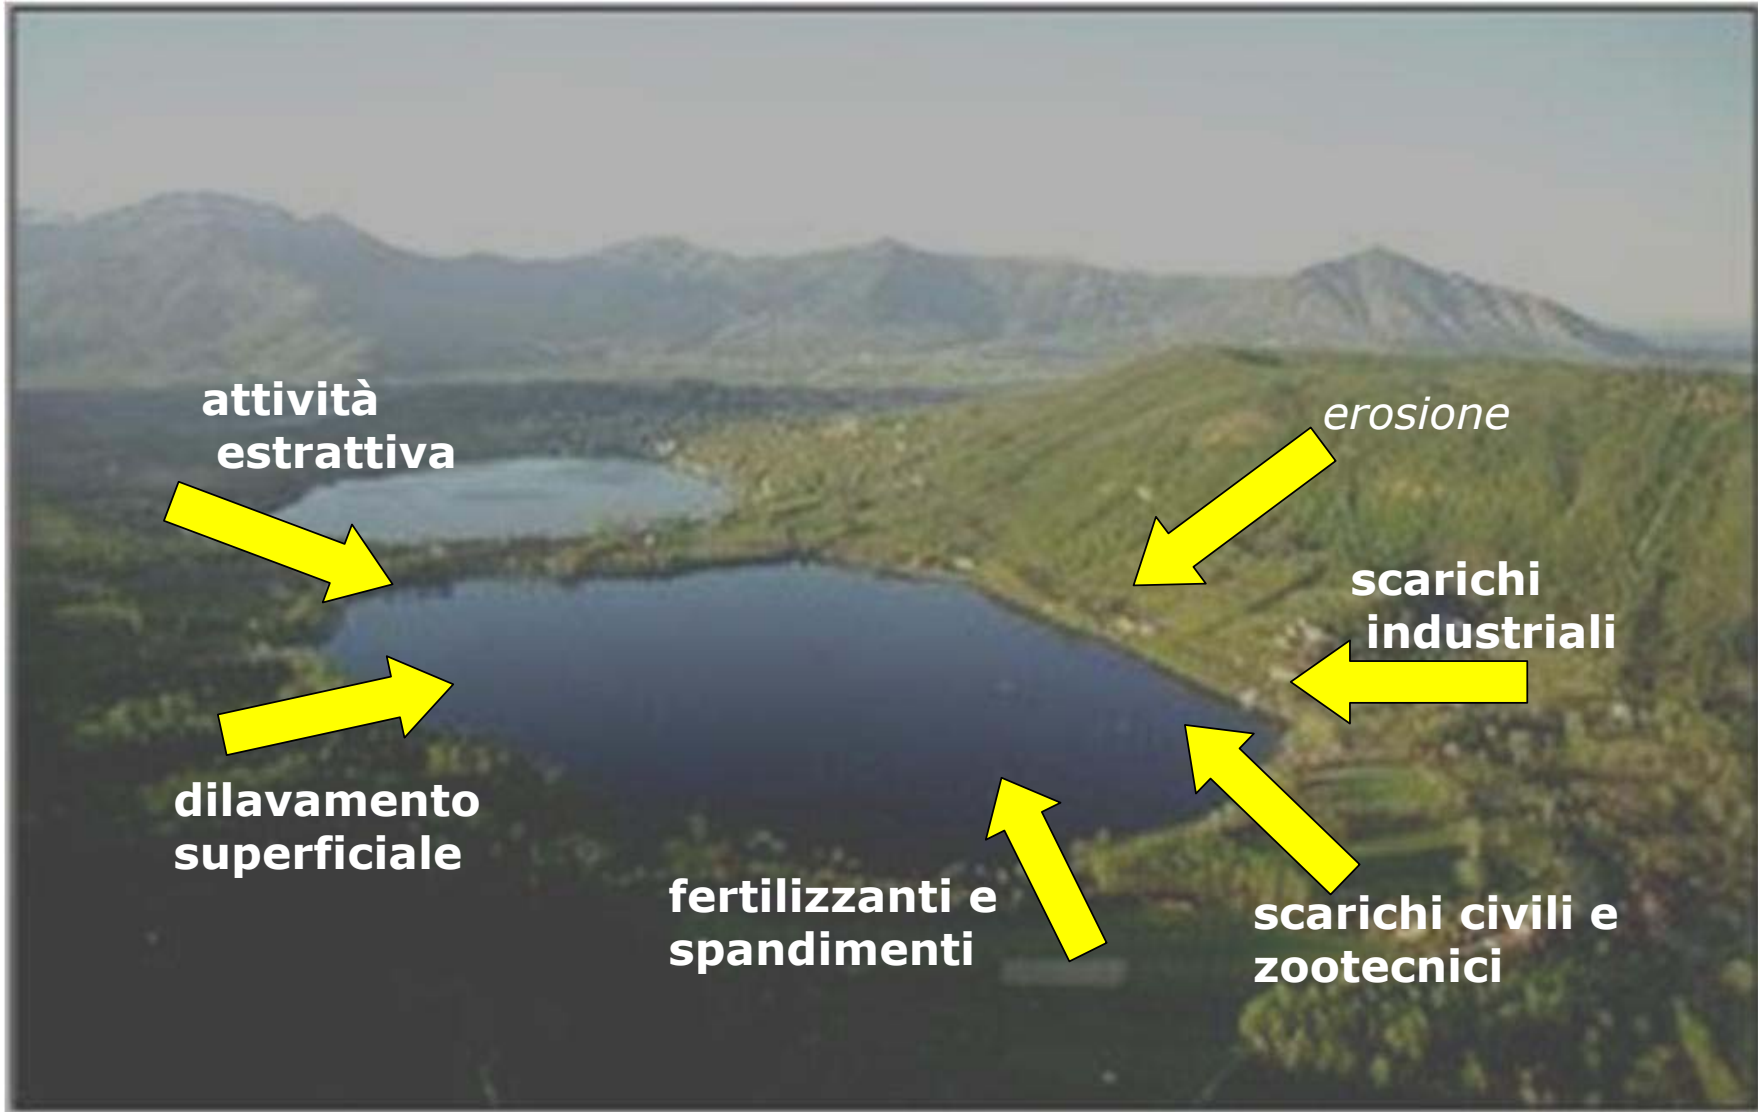 attività
estrattiva
erosione
scarichi
industriali
dilavamento
superficiale
fertilizzanti e
spandimenti
scarichi civili e
zootecnici